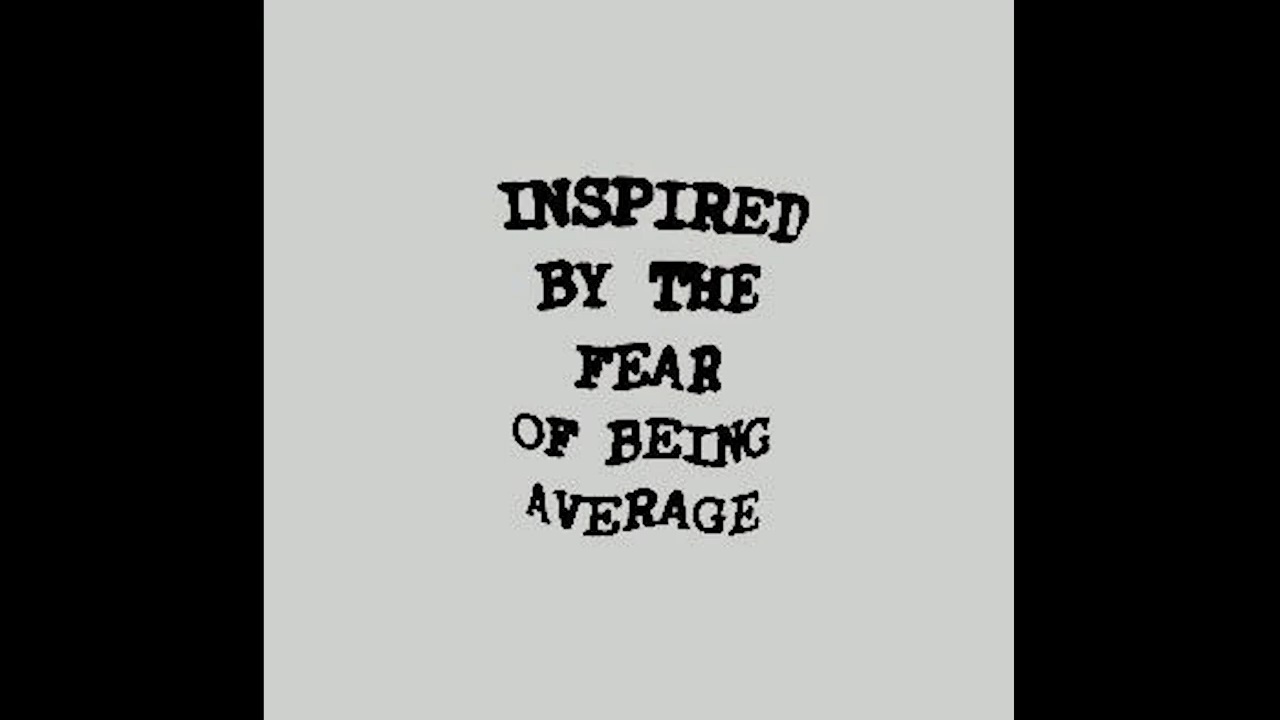 INSPIRED
BY THE
FEAR
OF BEING
AVERAGE